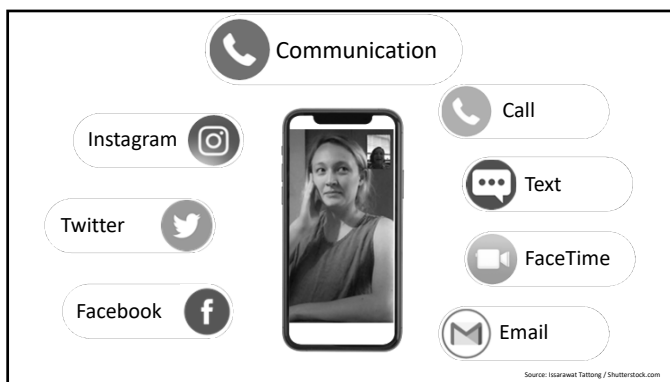 Communication
Instagram
Twitter
Facebook
Call
Text
FaceTime
Email
Source: Issarawat Tattong / Shutterstock.com